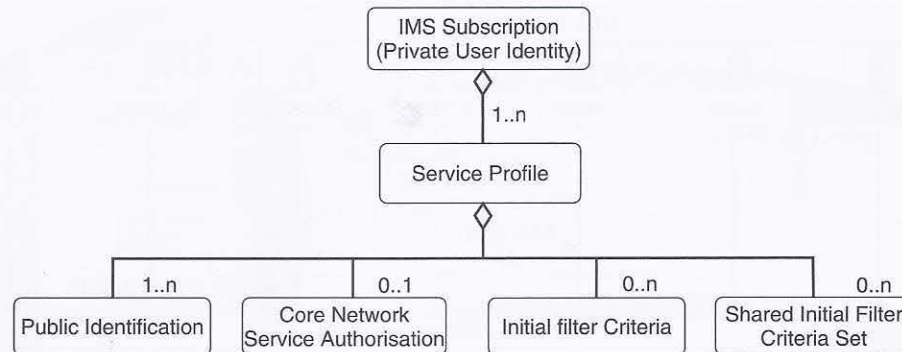 IMS Subscription
(Private User Identity)
1..n
Service Profile
1..n
0..1
0..n
0..n
Public Identification
Core Network
Service Authorisation
Initial filter Criteria
Shared Initial Filter
Criteria Set